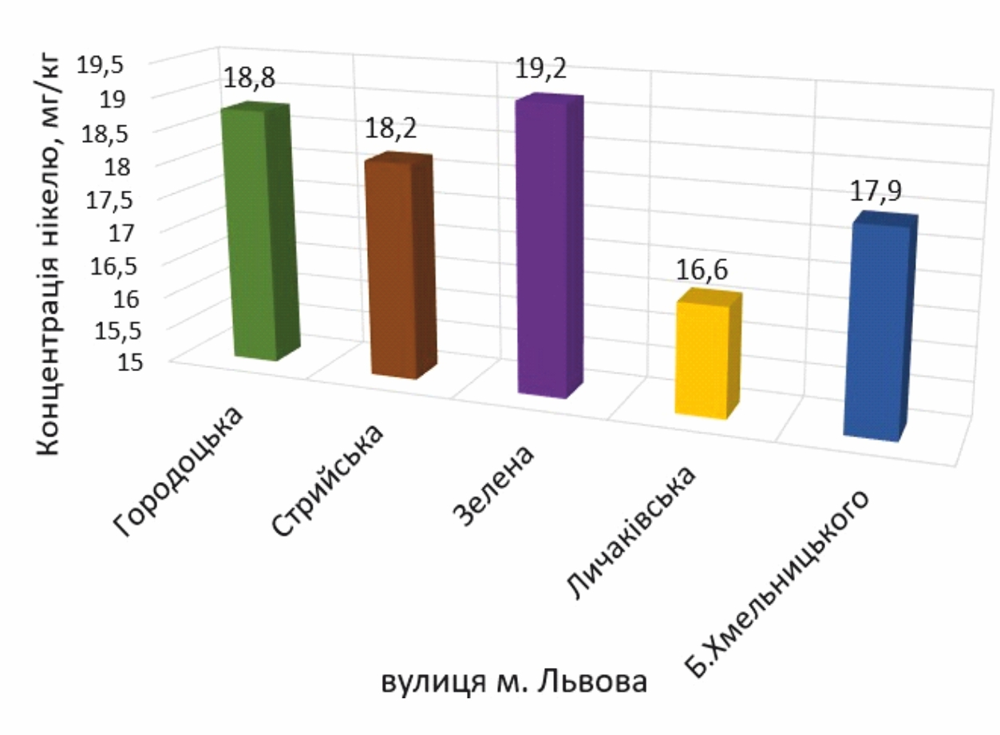 Концентрація нікелю, мг/кг
19,5
19
18,5
18
17,5
17
16,5
16
15,5
15
18,8
18,2
19,2
16,6
17,9
Городоцька
Стрийська
Зелена
Личаківська
Б.Хмельницького
вулиця м. Львова